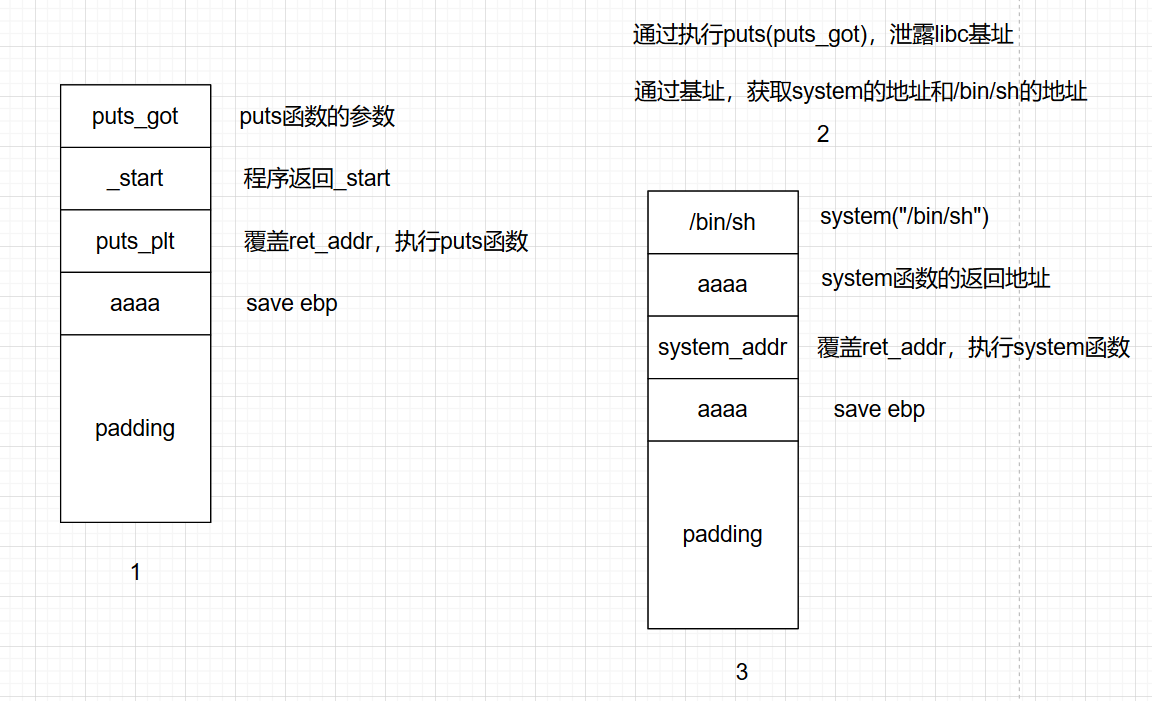 puts_got
puts函数的参数
_start
程序返回_start
puts_plt
覆盖ret_addr，执行puts函数
aaaa
save ebp
padding
1
通过执行puts(puts_got)，泄露libc基址
通过基址，获取system的地址和/bin/sh的地址
2
/bin/sh
system("/bin/sh")
aaaa
system函数的返回地址
system_addr
覆盖ret_addr，执行system函数
aaaa
save ebp
padding
3